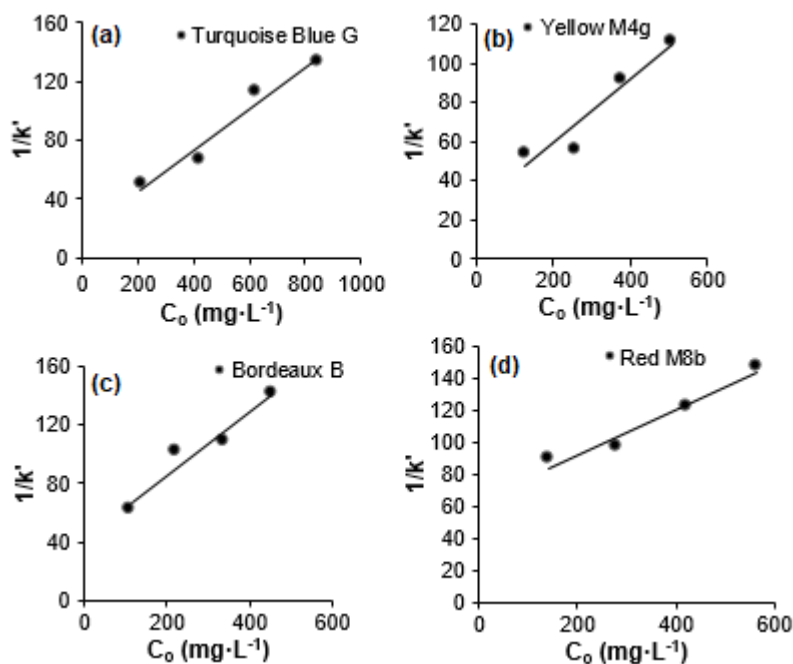 (a)
Turquoise Blue G
160
120
80
40
0
1/k'
0 200 400 600 800 1000
Cₒ (mg·L⁻¹)
(b)
Yellow M4g
120
100
80
60
40
20
0
1/k'
0 200 400 600
Cₒ (mg·L⁻¹)
(c)
Bordeaux B
160
120
80
40
0
1/k'
0 200 400 600
Cₒ (mg·L⁻¹)
(d)
Red M8b
160
140
120
100
80
60
40
20
0
1/k'
0 200 400 600
Cₒ (mg·L⁻¹)